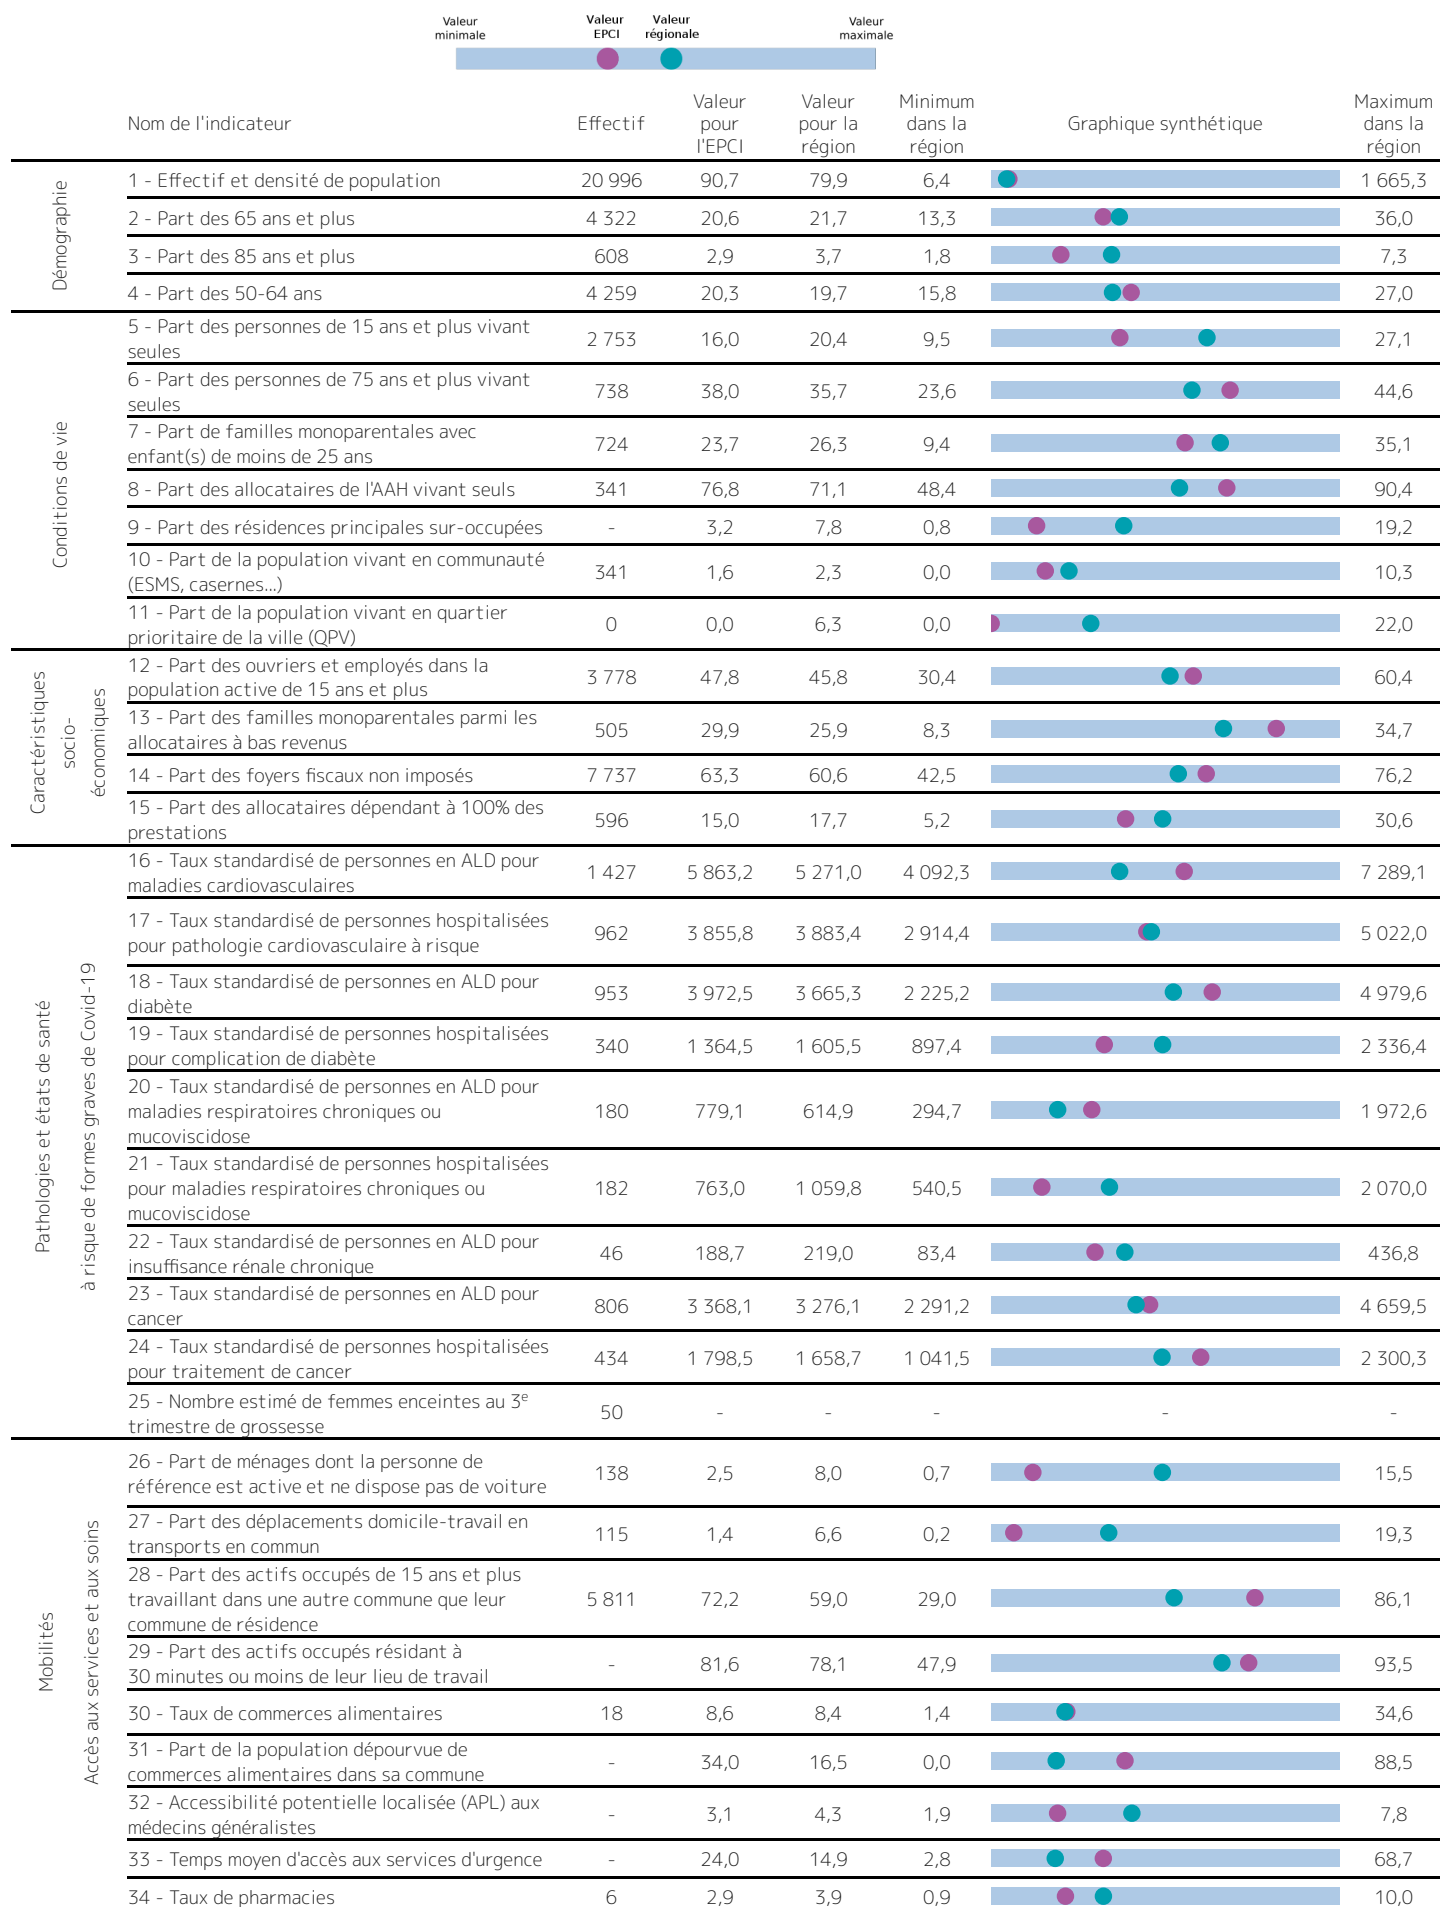 Valeur minimale
Valeur EPCI
Valeur régionale
Valeur maximale
Nom de l'indicateur
Effectif
Valeur pour l'EPCI
Valeur pour la région
Minimum dans la région
Graphique synthétique
Maximum dans la région
Démographie
1 - Effectif et densité de population 20 996 90,7 79,9 6,4 1 665,3
2 - Part des 65 ans et plus 4 322 20,6 21,7 13,3 36,0
3 - Part des 85 ans et plus 608 2,9 3,7 1,8 7,3
4 - Part des 50-64 ans 4 259 20,3 19,7 15,8 27,0
Conditions de vie
5 - Part des personnes de 15 ans et plus vivant
seules 2 753 16,0 20,4 9,5 27,1
6 - Part des personnes de 75 ans et plus vivant
seules 738 38,0 35,7 23,6 44,6
7 - Part de familles monoparentales avec
enfant(s) de moins de 25 ans 724 23,7 26,3 9,4 35,1
8 - Part des allocataires de l'AAH vivant seuls 341 76,8 71,1 48,4 90,4
9 - Part des résidences principales sur-occupées - 3,2 7,8 0,8 19,2
10 - Part de la population vivant en communauté
(ESMS, casernes...) 341 1,6 2,3 0,0 10,3
11 - Part de la population vivant en quartier
prioritaire de la ville (QPV) 0 0,0 6,3 0,0 22,0
Caractéristiques
socio-
économiques
12 - Part des ouvriers et employés dans la
population active de 15 ans et plus 3 778 47,8 45,8 30,4 60,4
13 - Part des familles monoparentales parmi les
allocataires à bas revenus 505 29,9 25,9 8,3 34,7
14 - Part des foyers fiscaux non imposés 7 737 63,3 60,6 42,5 76,2
15 - Part des allocataires dépendant à 100% des
prestations 596 15,0 17,7 5,2 30,6
Pathologies et états de santé
à risque de formes graves de Covid-19
16 - Taux standardisé de personnes en ALD pour
maladies cardiovasculaires 1 427 5 863,2 5 271,0 4 092,3 7 289,1
17 - Taux standardisé de personnes hospitalisées
pour pathologie cardiovasculaire à risque 962 3 855,8 3 883,4 2 914,4 5 022,0
18 - Taux standardisé de personnes en ALD pour
diabète 953 3 972,5 3 665,3 2 225,2 4 979,6
19 - Taux standardisé de personnes hospitalisées
pour complication de diabète 340 1 364,5 1 605,5 897,4 2 336,4
20 - Taux standardisé de personnes en ALD pour
maladies respiratoires chroniques ou
mucoviscidose 180 779,1 614,9 294,7 1 972,6
21 - Taux standardisé de personnes hospitalisées
pour maladies respiratoires chroniques ou
mucoviscidose 182 763,0 1 059,8 540,5 2 070,0
22 - Taux standardisé de personnes en ALD pour
insuffisance rénale chronique 46 188,7 219,0 83,4 436,8
23 - Taux standardisé de personnes en ALD pour
cancer 806 3 368,1 3 276,1 2 291,2 4 659,5
24 - Taux standardisé de personnes hospitalisées
pour traitement de cancer 434 1 798,5 1 658,7 1 041,5 2 300,3
25 - Nombre estimé de femmes enceintes au 3e
trimestre de grossesse 50 - - - - -
Mobilités
Accès aux services et aux soins
26 - Part de ménages dont la personne de
référence est active et ne dispose pas de voiture 138 2,5 8,0 0,7 15,5
27 - Part des déplacements domicile-travail en
transports en commun 115 1,4 6,6 0,2 19,3
28 - Part des actifs occupés de 15 ans et plus
travaillant dans une autre commune que leur
commune de résidence 5 811 72,2 59,0 29,0 86,1
29 - Part des actifs occupés résidant à
30 minutes ou moins de leur lieu de travail - 81,6 78,1 47,9 93,5
30 - Taux de commerces alimentaires 18 8,6 8,4 1,4 34,6
31 - Part de la population dépourvue de
commerces alimentaires dans sa commune - 34,0 16,5 0,0 88,5
32 - Accessibilité potentielle localisée (APL) aux
médecins généralistes - 3,1 4,3 1,9 7,8
33 - Temps moyen d'accès aux services d'urgence - 24,0 14,9 2,8 68,7
34 - Taux de pharmacies 6 2,9 3,9 0,9 10,0